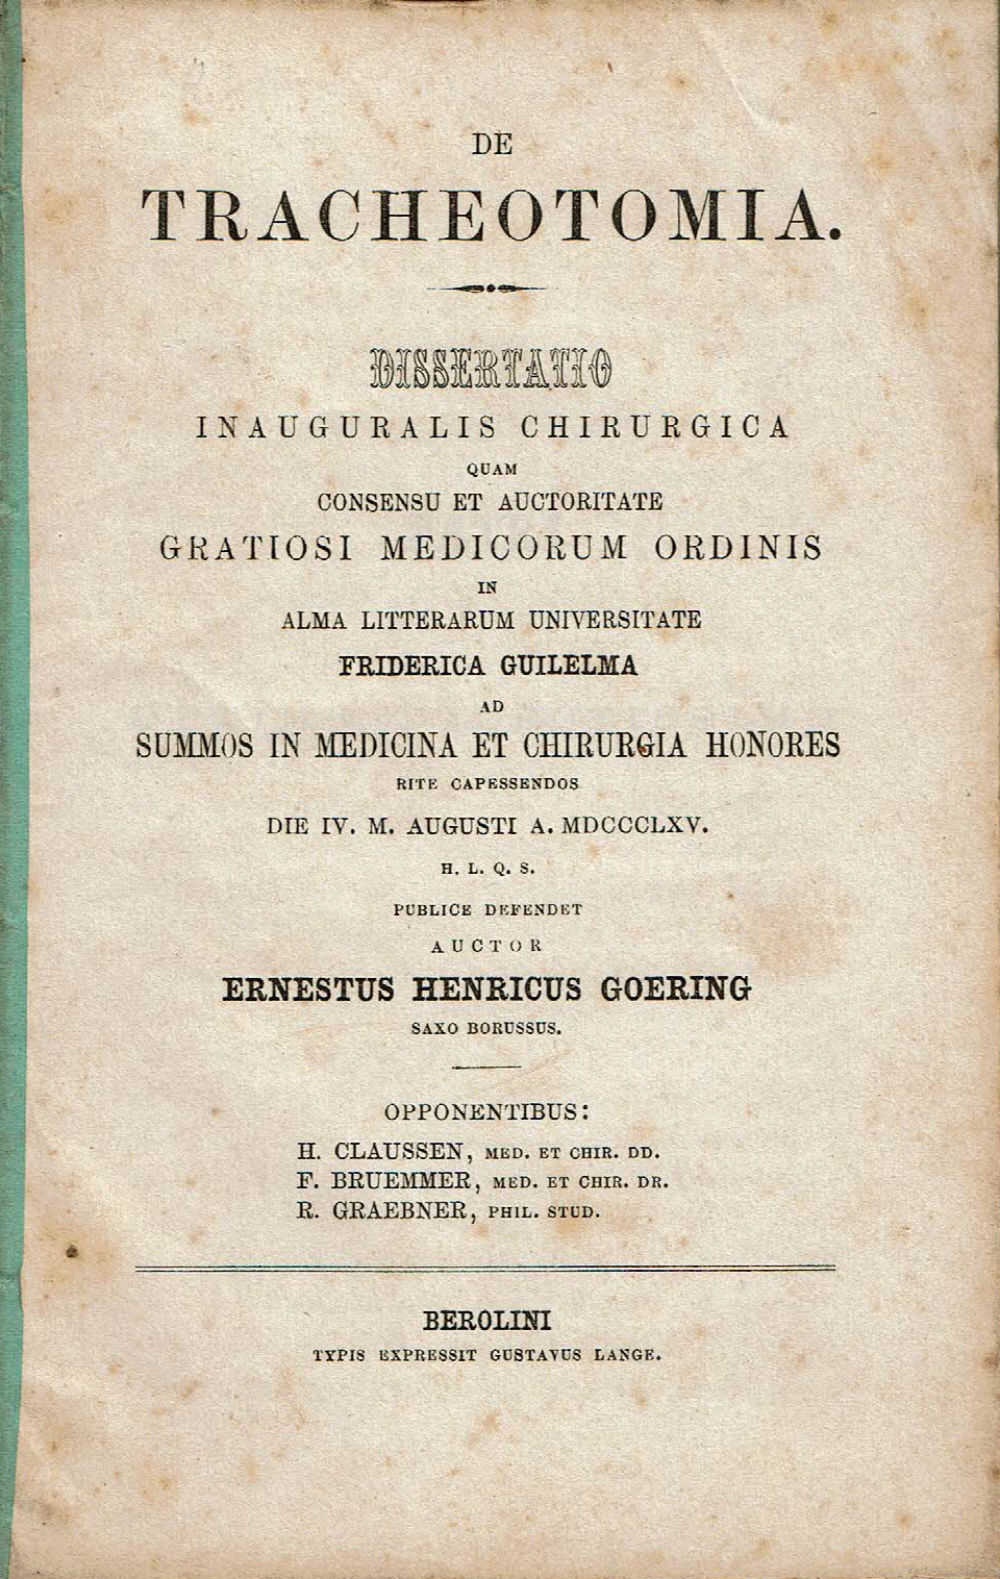 DE
TRACHEOTOMIA.
DISSERTATIO
INAUGURALIS CHIRURGICA
QUAM
CONSENSU ET AUCTORITATE
GRATIOSI MEDICORUM ORDINIS
IN
ALMA LITTERARUM UNIVERSITATE
FRIDERICA GUILELMA
AD
SUMMOS IN MEDICINA ET CHIRURGIA HONORES
RITE CAPESSENDOS
DIE IV. M. AUGUSTI A. MDCCCLXV.
H. L. Q. S.
PUBLICE DEFENDET
AUCTOR
ERNESTUS HENRICUS GOERING
SAXO BORUSSUS.
OPPONENTIBUS:
H. CLAUSSEN, MED. ET CHIR. DD.
F. BRUEMMER, MED. ET CHIR. DR.
R. GRAEBNER, PHIL. STUD.
BEROLINI
TYPIS EXPRESSIT GUSTAVUS LANGE.